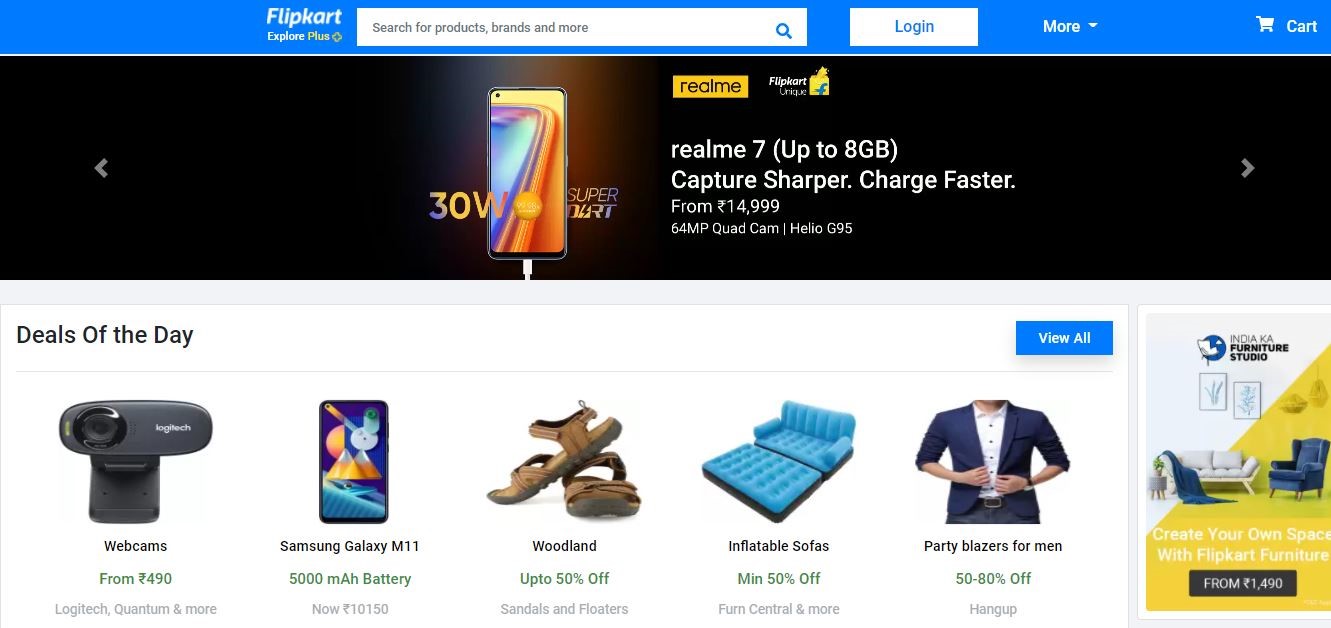 Flipkart
Explore Plus
Search for products, brands and more
Login
More
Cart
realme
Flipkart
Unique
30W
SUPER
DART
realme 7 (Up to 8GB)
Capture Sharper. Charge Faster.
From ₹14,999
64MP Quad Cam | Helio G95
Deals Of the Day
View All
logitech
Webcams
From ₹490
Logitech, Quantum & more
Samsung Galaxy M11
5000 mAh Battery
Now ₹10150
Woodland
Upto 50% Off
Sandals and Floaters
Inflatable Sofas
Min 50% Off
Furn Central & more
Party blazers for men
50-80% Off
Hangup
INDIA KA
FURNITURE
STUDIO
Create Your Own Space
With Flipkart Furniture
FROM ₹1,490